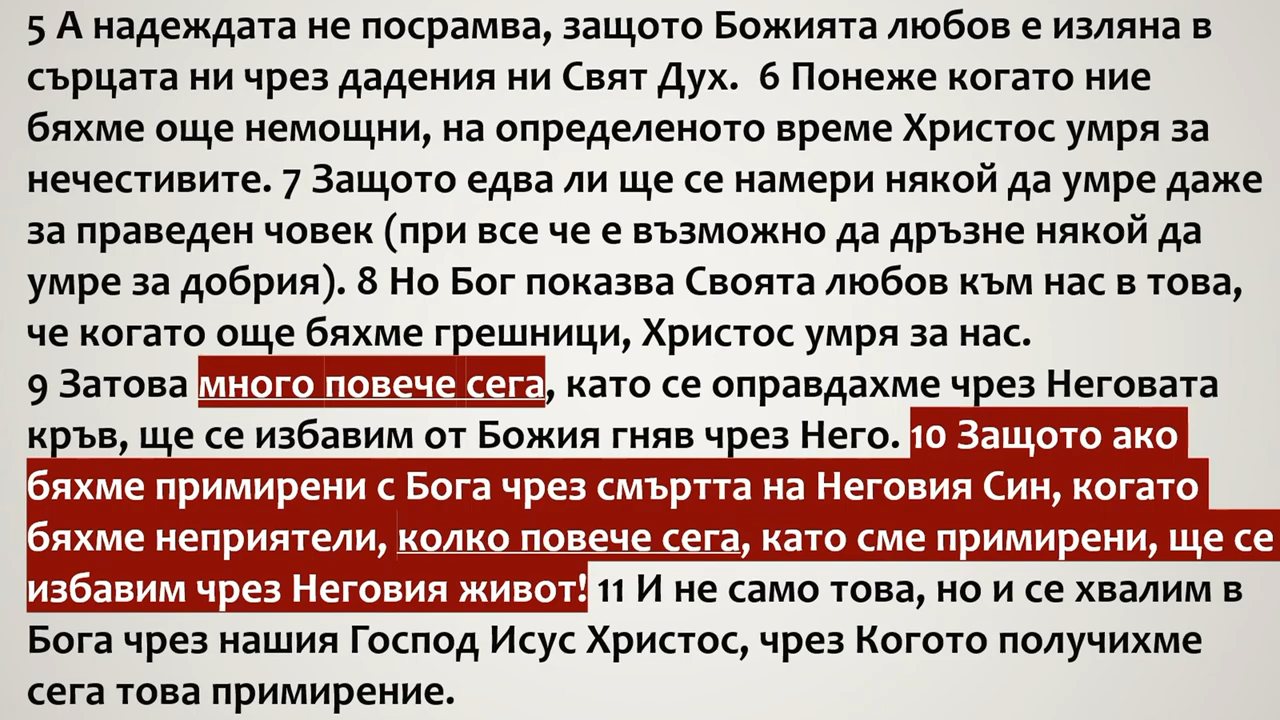 5 А надеждата не посрамва, защото Божията любов е изляна в
сърцата ни чрез дадения ни Свят Дух. 6 Понеже когато ние
бяхме още немощни, на определеното време Христос умря за
нечестивите. 7 Защото едва ли ще се намери някой да умре даже
за праведен човек (при все че е възможно да дръзне някой да
умре за добрия). 8 Но Бог показва Своята любов към нас в това,
че когато още бяхме грешници, Христос умря за нас.
9 Затова много повече сега, като се оправдахме чрез Неговата
кръв, ще се избавим от Божия гняв чрез Него. 10 Защото ако
бяхме примирени с Бога чрез смъртта на Неговия Син, когато
бяхме неприятели, колко повече сега, като сме примирени, ще се
избавим чрез Неговия живот! 11 И не само това, но и се хвалим в
Бога чрез нашия Господ Исус Христос, чрез Когото получихме
сега това примирение.